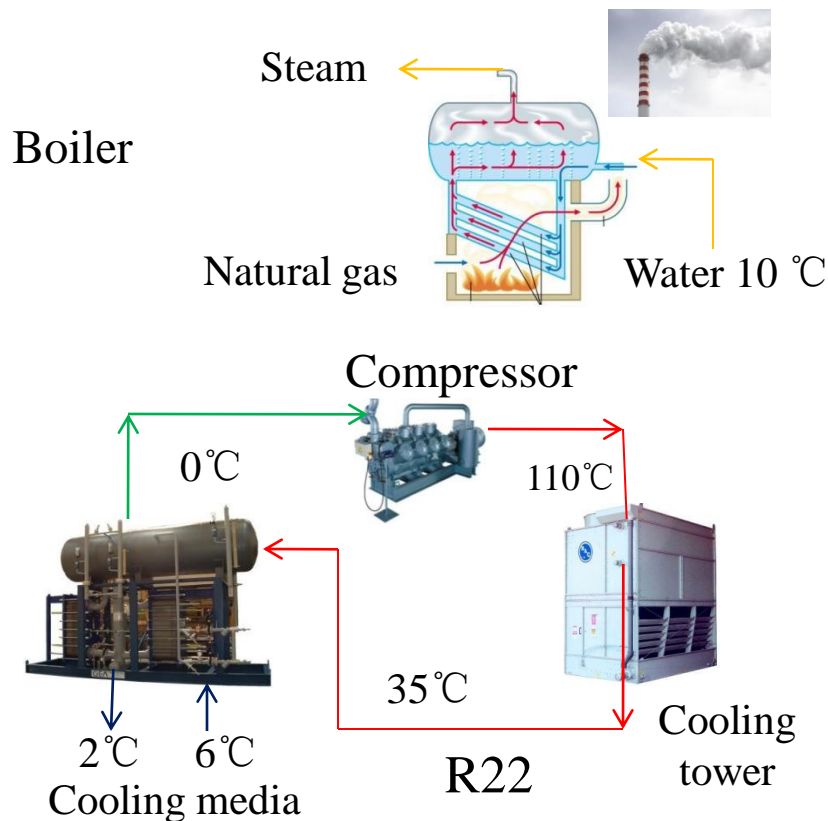 Steam
Boiler
Natural gas
Water 10 ℃
Compressor
0℃
110℃
35℃
2℃ 6℃
Cooling media
R22
Cooling
tower